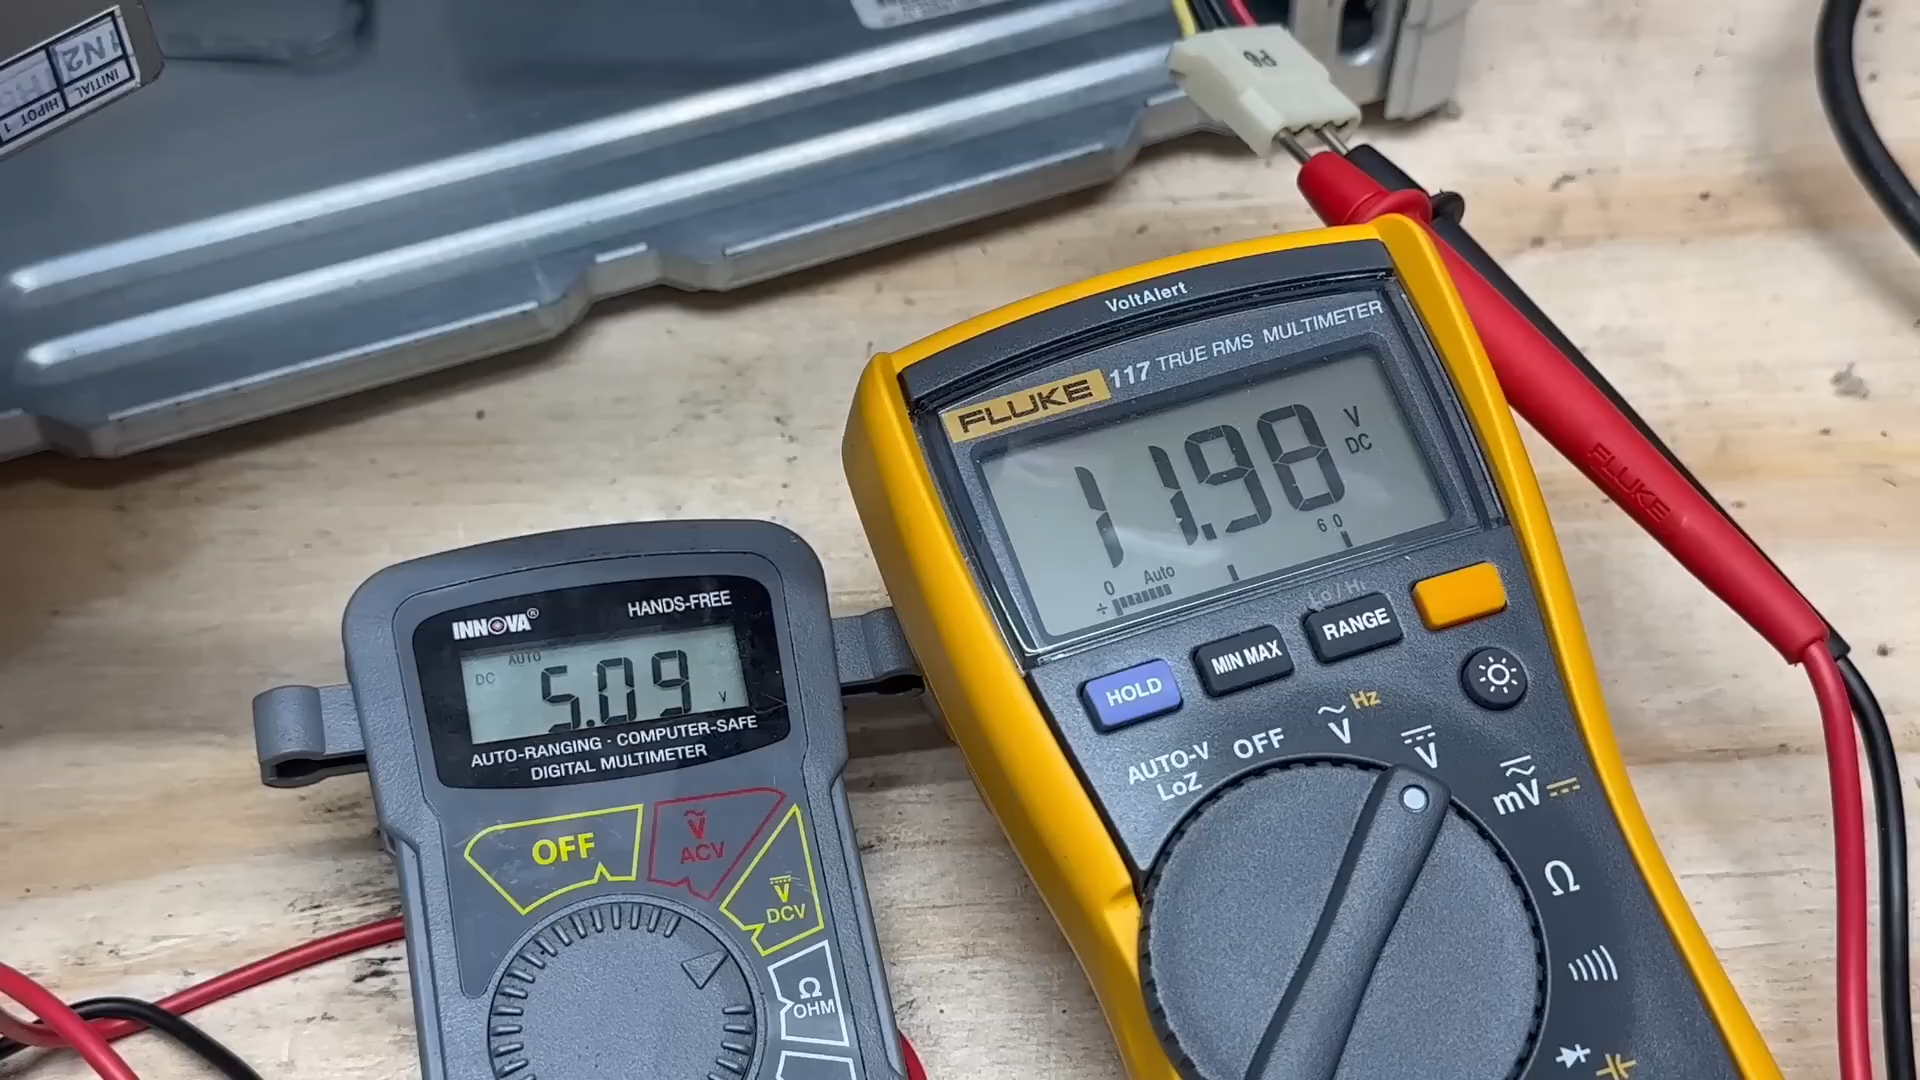 1N2
INITIAL
HIPOT 1
P6
VoltAlert
FLUKE 117 TRUE RMS MULTIMETER
11.98 V DC
60
0 Auto
FLUKE
Lo/Hi
HOLD MIN MAX RANGE
AUTO-V LoZ
OFF
V Hz
V
mV
Ω
INNOVA® HANDS-FREE
AUTO
DC 5.09 V
AUTO-RANGING · COMPUTER-SAFE
DIGITAL MULTIMETER
OFF
V
ACV
V
DCV
Ω
OHM